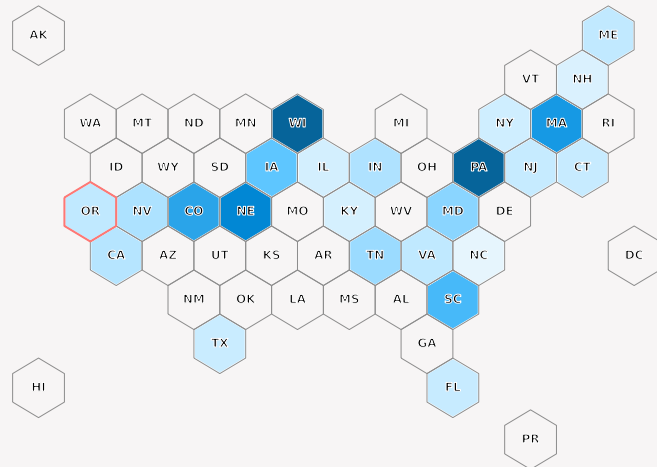 AK
ME
VT NH
WA MT ND MN WI MI NY MA RI
ID WY SD IA IL IN OH PA NJ CT
OR NV CO NE MO KY WV MD DE
CA AZ UT KS AR TN VA NC DC
NM OK LA MS AL SC
TX GA
HI FL
PR